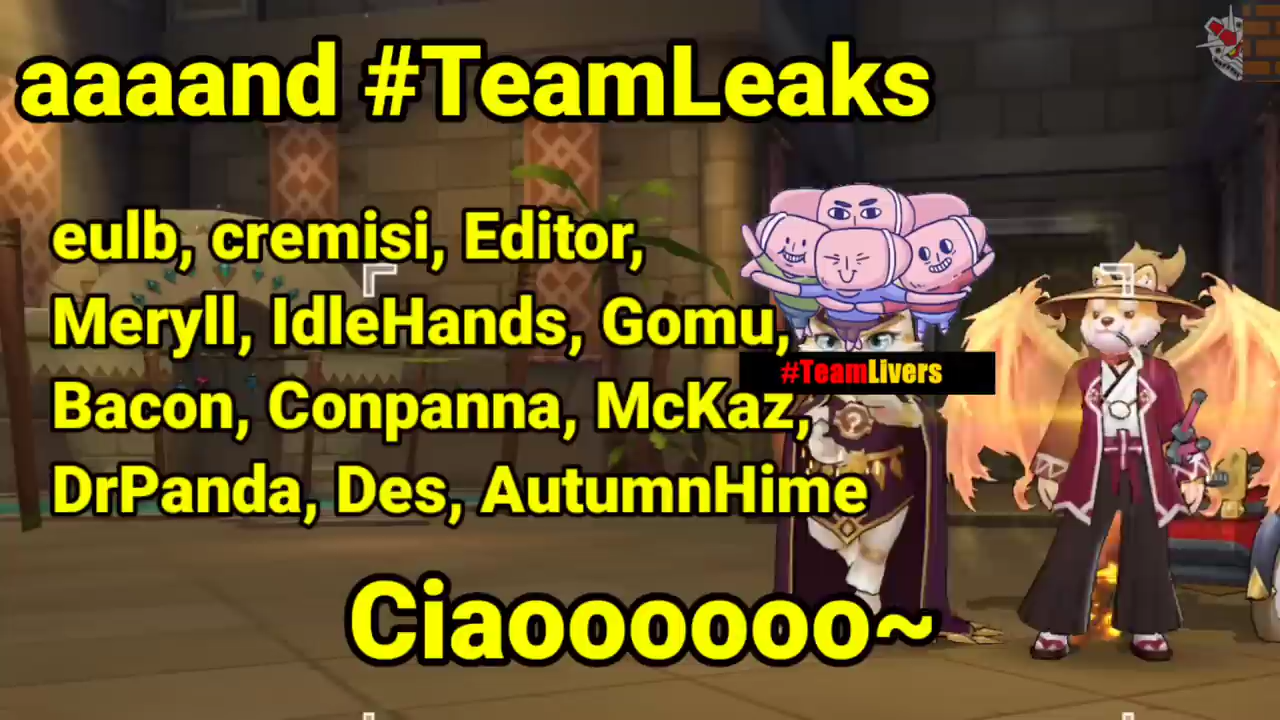 aaaand #TeamLeaks
eulb, cremisi, Editor,
Meryll, IdleHands, Gomu,
#TeamLivers
Bacon, Conpanna, McKaz,
DrPanda, Des, AutumnHime
Ciaoooooo~